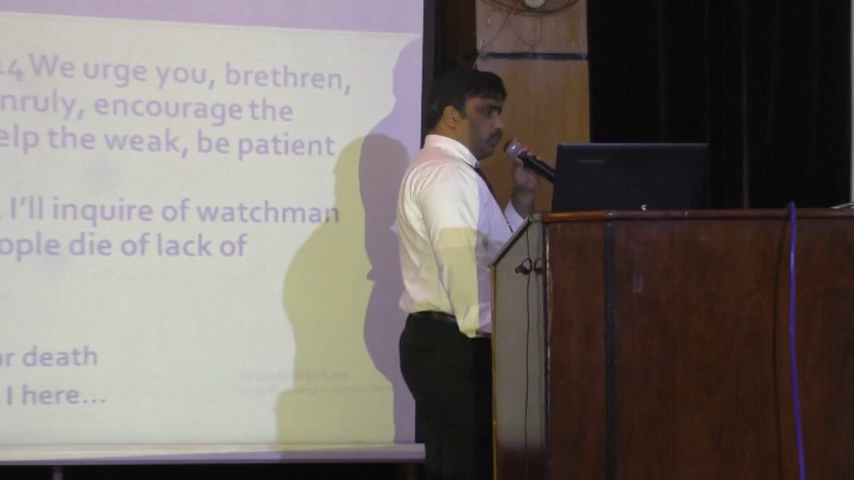 14 We urge you, brethren,
nruly, encourage the
elp the weak, be patient
I'll inquire of watchman
ople die of lack of
or death
I here...